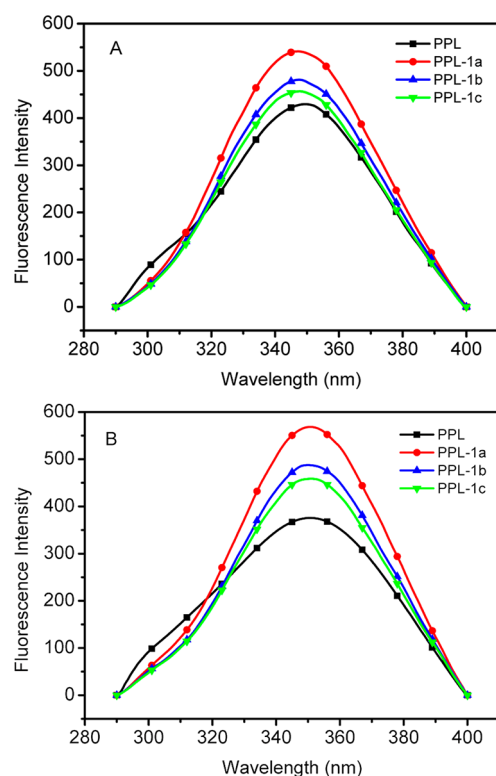 A
PPL
PPL-1a
PPL-1b
PPL-1c
600
500
400
300
200
100
0
Fluorescence Intensity
280 300 320 340 360 380 400
Wavelength (nm)
B
PPL
PPL-1a
PPL-1b
PPL-1c
600
500
400
300
200
100
0
Fluorescence Intensity
280 300 320 340 360 380 400
Wavelength (nm)